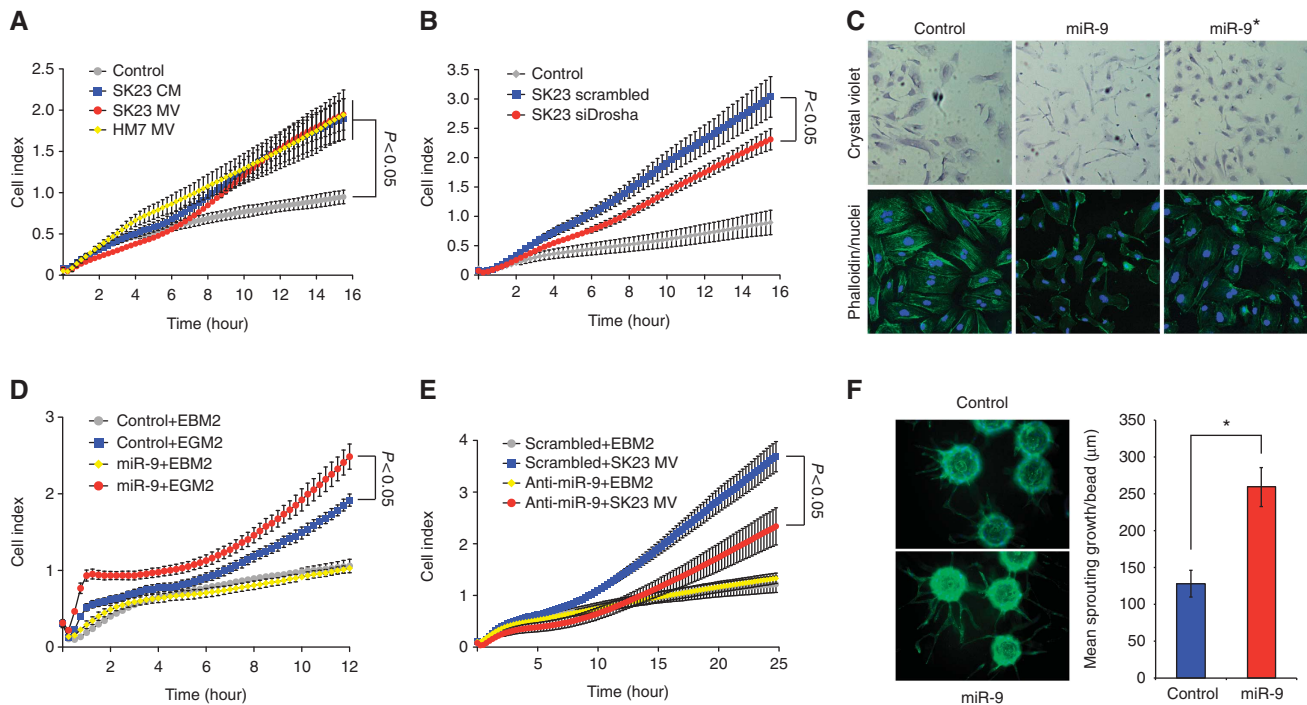 A
2.5
2.0
1.5
1.0
0.5
0
Cell index
Control
SK23 CM
SK23 MV
HM7 MV
P<0.05
2 4 6 8 10 12 14 16
Time (hour)
B
3.5
3.0
2.5
2.0
1.5
1.0
0.5
0
Cell index
Control
SK23 scrambled
SK23 siDrosha
P<0.05
2 4 6 8 10 12 14 16
Time (hour)
C
Control miR-9 miR-9*
Crystal violet
Phalloidin/nuclei
D
3
2
1
0
Cell index
Control+EBM2
Control+EGM2
miR-9+EBM2
miR-9+EGM2
P<0.05
2 4 6 8 10 12
Time (hour)
E
4
3
2
1
0
Cell index
Scrambled+EBM2
Scrambled+SK23 MV
Anti-miR-9+EBM2
Anti-miR-9+SK23 MV
P<0.05
5 10 15 20 25
Time (hour)
F
Control
miR-9
Mean sprouting growth/bead (µm)
350
300
250
200
150
100
50
0
*
Control miR-9